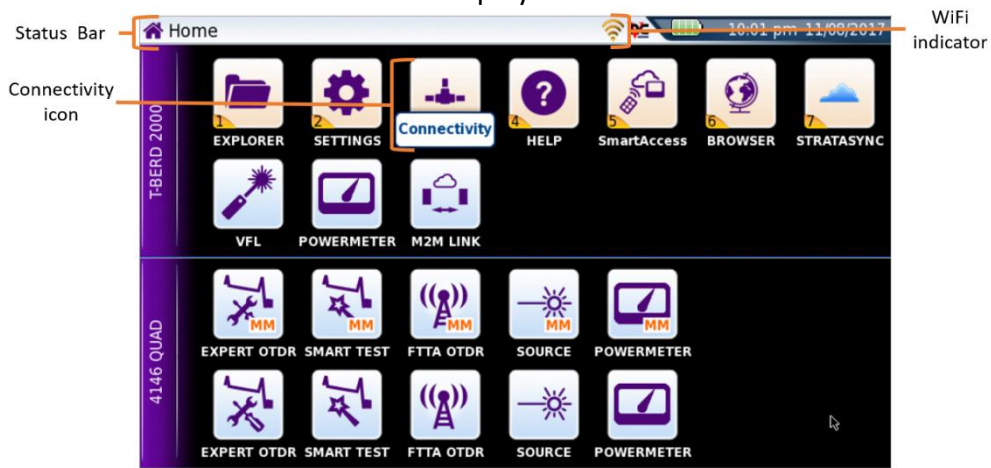 Status Bar
Home
10:01 pm 11/08/2017
WiFi
indicator
Connectivity
icon
T-BERD 2000
1
EXPLORER
2
SETTINGS
Connectivity
4
?
HELP
5
SmartAccess
6
BROWSER
7
STRATASYNC
VFL
POWERMETER
M2M LINK
4146 QUAD
MM
EXPERT OTDR
MM
SMART TEST
MM
FTTA OTDR
MM
SOURCE
MM
POWERMETER
EXPERT OTDR
SMART TEST
FTTA OTDR
SOURCE
POWERMETER